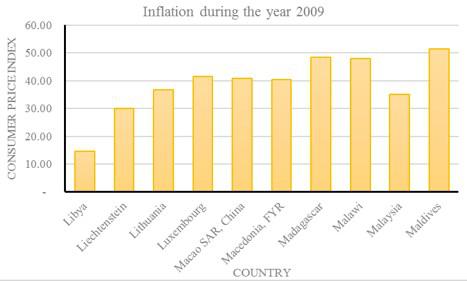 Inflation during the year 2009
CONSUMER PRICE INDEX
60.00
50.00
40.00
30.00
20.00
10.00
-
Libya
Liechtenstein
Lithuania
Luxembourg
Macao SAR, China
Macedonia, FYR
Madagascar
Malawi
Malaysia
Maldives
COUNTRY